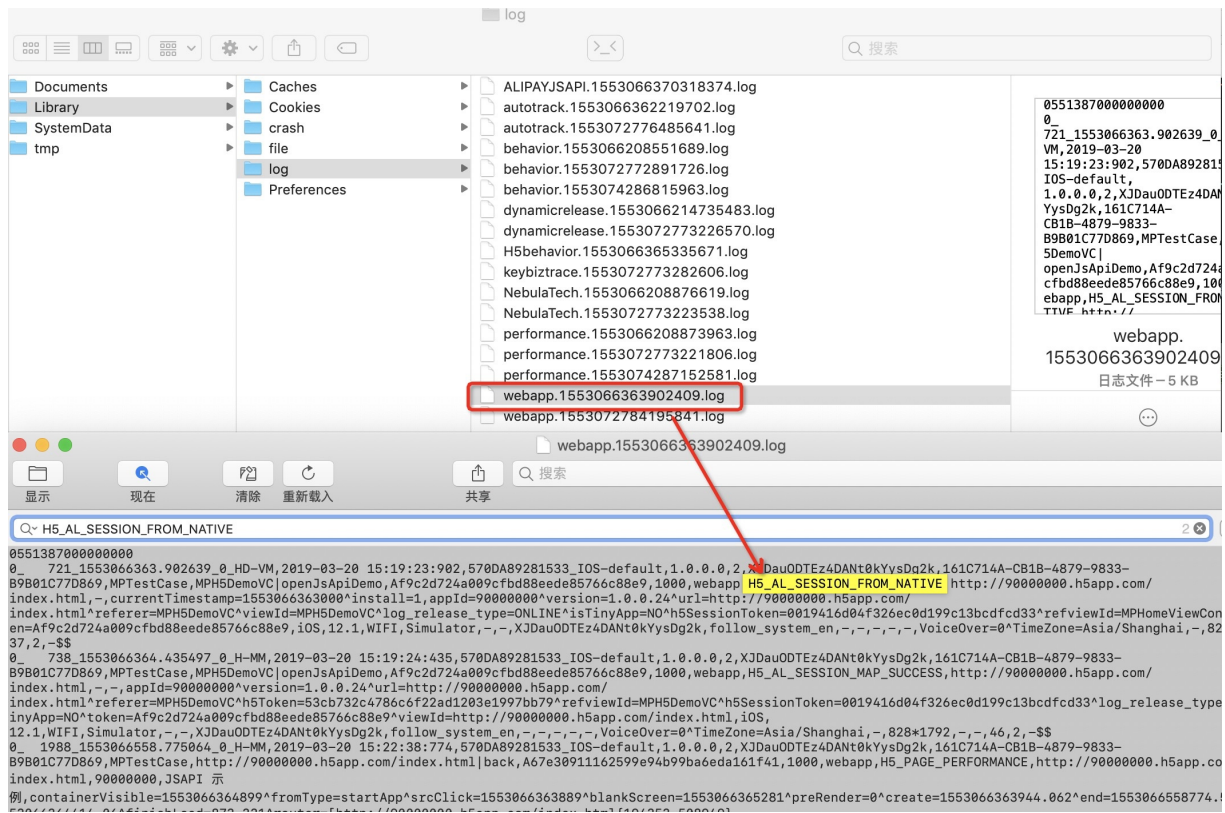 log
>_<
搜索
Documents
Library
SystemData
tmp
Caches
Cookies
crash
file
log
Preferences
ALIPAYJSAPI.1553066370318374.log
autotrack.1553066362219702.log
autotrack.1553072776485641.log
behavior.1553066208551689.log
behavior.1553072772891726.log
behavior.1553074286815963.log
dynamicrelease.1553066214735483.log
dynamicrelease.1553072773226570.log
H5behavior.1553066365335671.log
keybiztrace.1553072773282606.log
NebulaTech.1553066208876619.log
NebulaTech.1553072773223538.log
performance.1553066208873963.log
performance.1553072773221806.log
performance.1553074287152581.log
webapp.1553066363902409.log
webapp.1553072784195841.log
0551387000000000
0_
721_1553066363.902639_0_
VM,2019-03-20
15:19:23:902,570DA892815
IOS-default,
1.0.0.0,2,XJDauODTEz4DAN
YysDg2k,161C714A-
CB1B-4879-9833-
B9B01C77D869,MPTestCase,
5DemoVC|
openJsApiDemo,Af9c2d724a
cfbd88eede85766c88e9,100
ebapp,H5_AL_SESSION_FRON
TIVE,http://
webapp.
1553066363902409
日志文件 – 5 KB
webapp.1553066363902409.log
显示
现在
清除
重新载入
共享
搜索
H5_AL_SESSION_FROM_NATIVE
2
0551387000000000
0_ 721_1553066363.902639_0_HD-VM,2019-03-20 15:19:23:902,570DA89281533_IOS-default,1.0.0.0,2,XJDauODTEz4DANt0kYysDg2k,161C714A-CB1B-4879-9833-
B9B01C77D869,MPTestCase,MPH5DemoVC|openJsApiDemo,Af9c2d724a009cfbd88eede85766c88e9,1000,webapp H5_AL_SESSION_FROM_NATIVE http://90000000.h5app.com/
index.html,-,currentTimestamp=1553066363000^install=1,appId=90000000^version=1.0.0.24^url=http://90000000.h5app.com/
index.html^referer=MPH5DemoVC^viewId=MPH5DemoVC^log_release_type=ONLINE^isTinyApp=NO^h5SessionToken=0019416d04f326ec0d199c13bcdfcd33^refviewId=MPHomeViewCon
en=Af9c2d724a009cfbd88eede85766c88e9,iOS,12.1,WIFI,Simulator,-,-,XJDauODTEz4DANt0kYysDg2k,follow_system_en,-,-,-,-,-,VoiceOver=0^TimeZone=Asia/Shanghai,-,82
37,2,-$$
0_ 738_1553066364.435497_0_H-MM,2019-03-20 15:19:24:435,570DA89281533_IOS-default,1.0.0.0,2,XJDauODTEz4DANt0kYysDg2k,161C714A-CB1B-4879-9833-
B9B01C77D869,MPTestCase,MPH5DemoVC|openJsApiDemo,Af9c2d724a009cfbd88eede85766c88e9,1000,webapp,H5_AL_SESSION_MAP_SUCCESS,http://90000000.h5app.com/
index.html,-,-,appId=90000000^version=1.0.0.24^url=http://90000000.h5app.com/
index.html^referer=MPH5DemoVC^h5Token=53cb732c4786c6f22ad1203e1997bb79^refviewId=MPH5DemoVC^h5SessionToken=0019416d04f326ec0d199c13bcdfcd33^log_release_type
inyApp=NO^token=Af9c2d724a009cfbd88eede85766c88e9^viewId=http://90000000.h5app.com/index.html,iOS,
12.1,WIFI,Simulator,-,-,XJDauODTEz4DANt0kYysDg2k,follow_system_en,-,-,-,-,-,VoiceOver=0^TimeZone=Asia/Shanghai,-,828*1792,-,-,46,2,-$$
0_ 1988_1553066558.775064_0_H-MM,2019-03-20 15:22:38:774,570DA89281533_IOS-default,1.0.0.0,2,XJDauODTEz4DANt0kYysDg2k,161C714A-CB1B-4879-9833-
B9B01C77D869,MPTestCase,http://90000000.h5app.com/index.html|back,A67e30911162599e94b99ba6eda161f41,1000,webapp,H5_PAGE_PERFORMANCE,http://90000000.h5app.co
index.html,90000000,JSAPI 示
例,containerVisible=1553066364899^fromType=startApp^srcClick=1553066363889^blankScreen=1553066365281^preRender=0^create=1553066363944.062^end=1553066558774.5